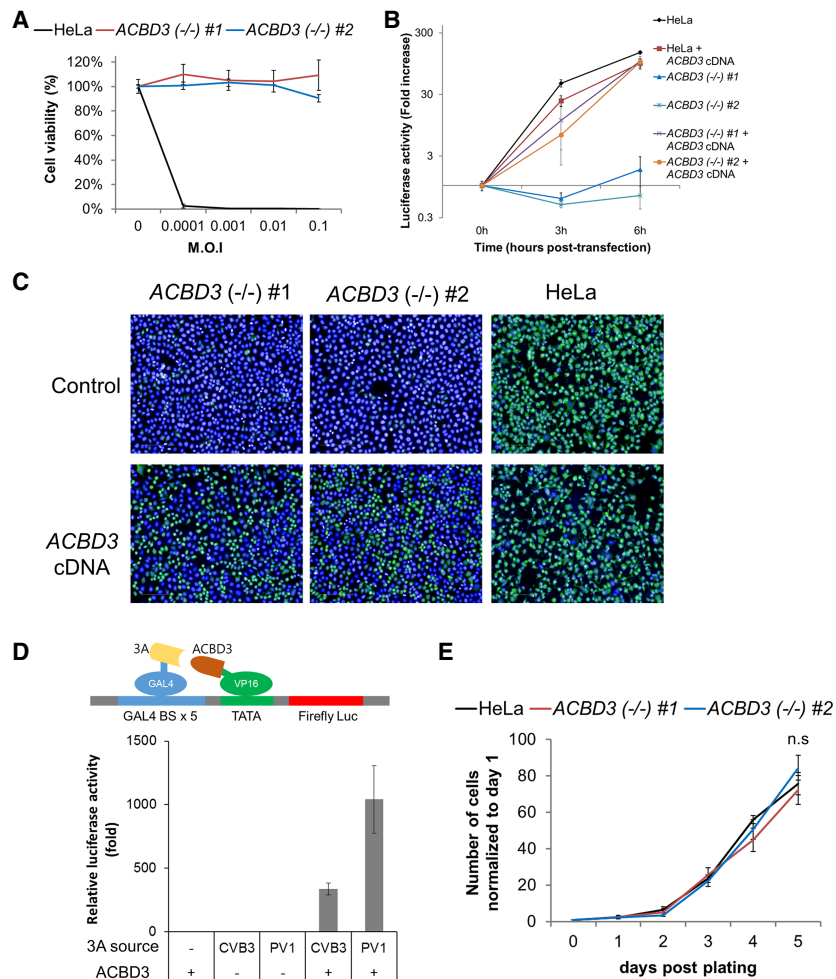 A
HeLa ACBD3 (-/-) #1 ACBD3 (-/-) #2
120%
100%
80%
60%
40%
20%
0%
Cell viability (%)
0 0.0001 0.001 0.01 0.1
M.O.I
B
300
30
3
0.3
Luciferase activity (Fold increase)
0h 3h 6h
Time (hours post-transfection)
HeLa
HeLa +
ACBD3 cDNA
ACBD3 (-/-) #1
ACBD3 (-/-) #2
ACBD3 (-/-) #1 +
ACBD3 cDNA
ACBD3 (-/-) #2 +
ACBD3 cDNA
C
ACBD3 (-/-) #1 ACBD3 (-/-) #2 HeLa
Control
ACBD3
cDNA
D
3A ACBD3
GAL4 VP16
GAL4 BS x 5 TATA Firefly Luc
1500
1000
500
0
Relative luciferase activity
(fold)
3A source - CVB3 PV1 CVB3 PV1
ACBD3 + - - + +
E
HeLa ACBD3 (-/-) #1 ACBD3 (-/-) #2
n.s
100
80
60
40
20
0
Number of cells
normalized to day 1
0 1 2 3 4 5
days post plating